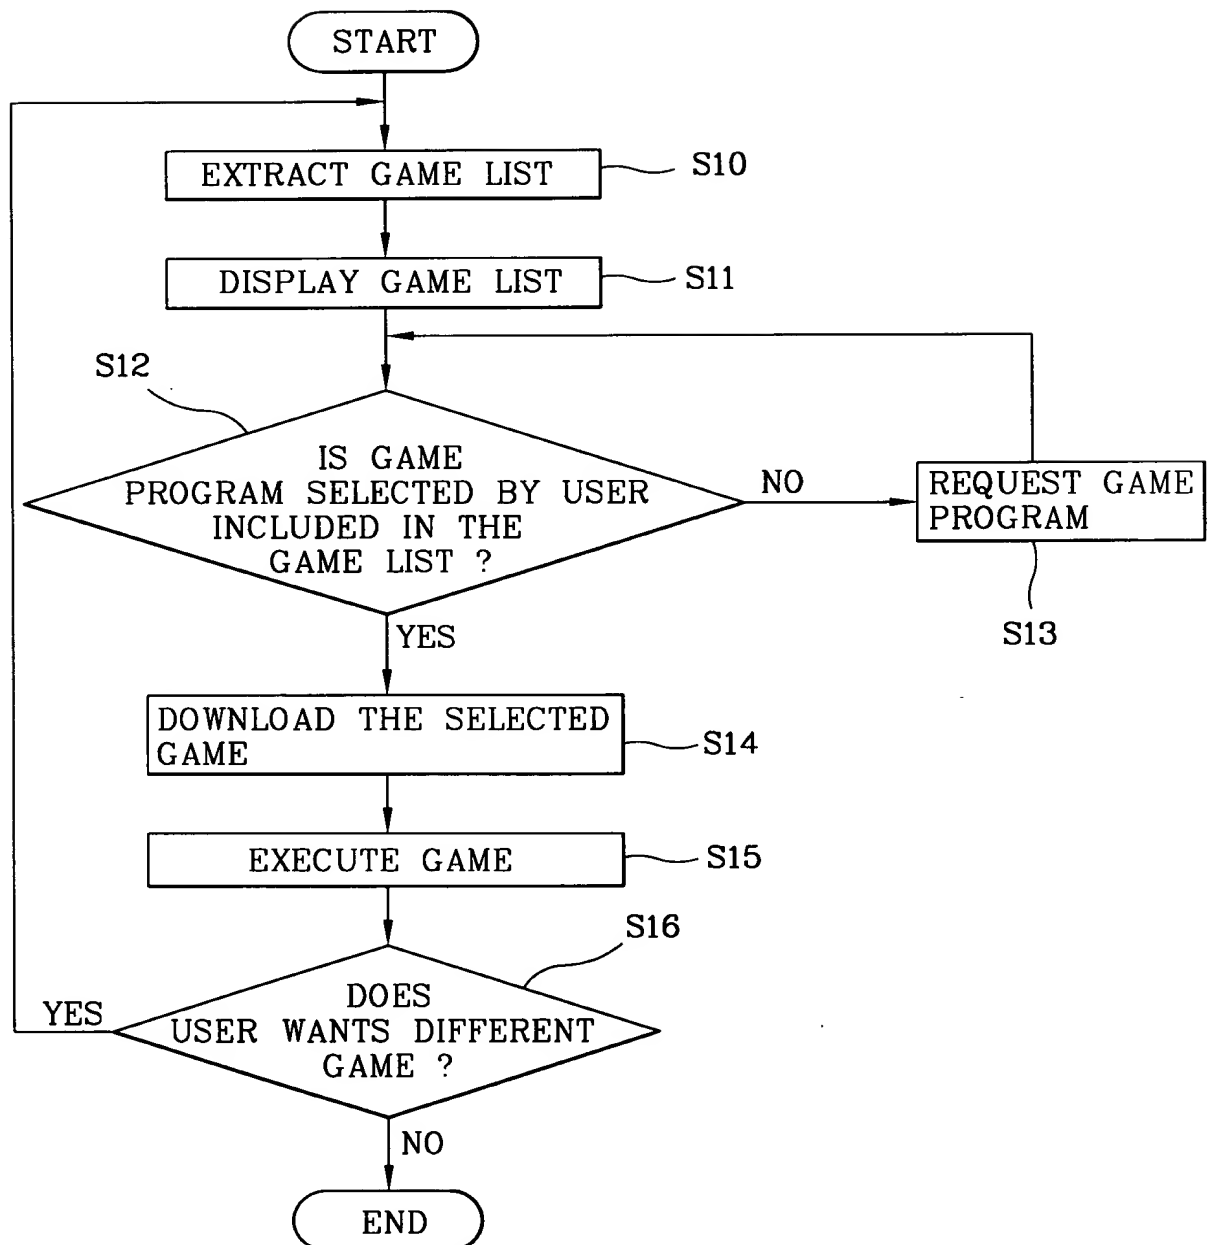 START
EXTRACT GAME LIST
S10
DISPLAY GAME LIST
S11
S12
IS GAME
PROGRAM SELECTED BY USER
INCLUDED IN THE
GAME LIST ?
NO
REQUEST GAME
PROGRAM
S13
YES
DOWNLOAD THE SELECTED
GAME
S14
EXECUTE GAME
S15
S16
DOES
USER WANTS DIFFERENT
GAME ?
YES
NO
END